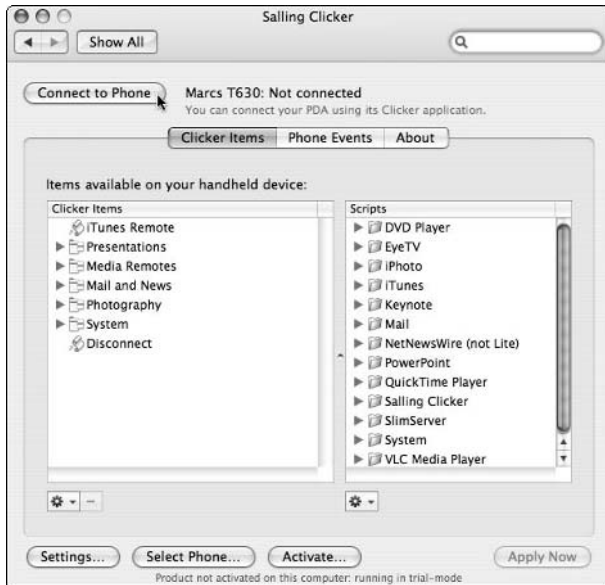 Salling Clicker
Show All
Connect to Phone
Marcs T630: Not connected
You can connect your PDA using its Clicker application.
Clicker Items Phone Events About
Items available on your handheld device:
Clicker Items
iTunes Remote
Presentations
Media Remotes
Mail and News
Photography
System
Disconnect
Scripts
DVD Player
EyeTV
iPhoto
iTunes
Keynote
Mail
NetNewsWire (not Lite)
PowerPoint
QuickTime Player
Salling Clicker
SlimServer
System
VLC Media Player
Settings... Select Phone... Activate... Apply Now
Product not activated on this computer: running in trial-mode